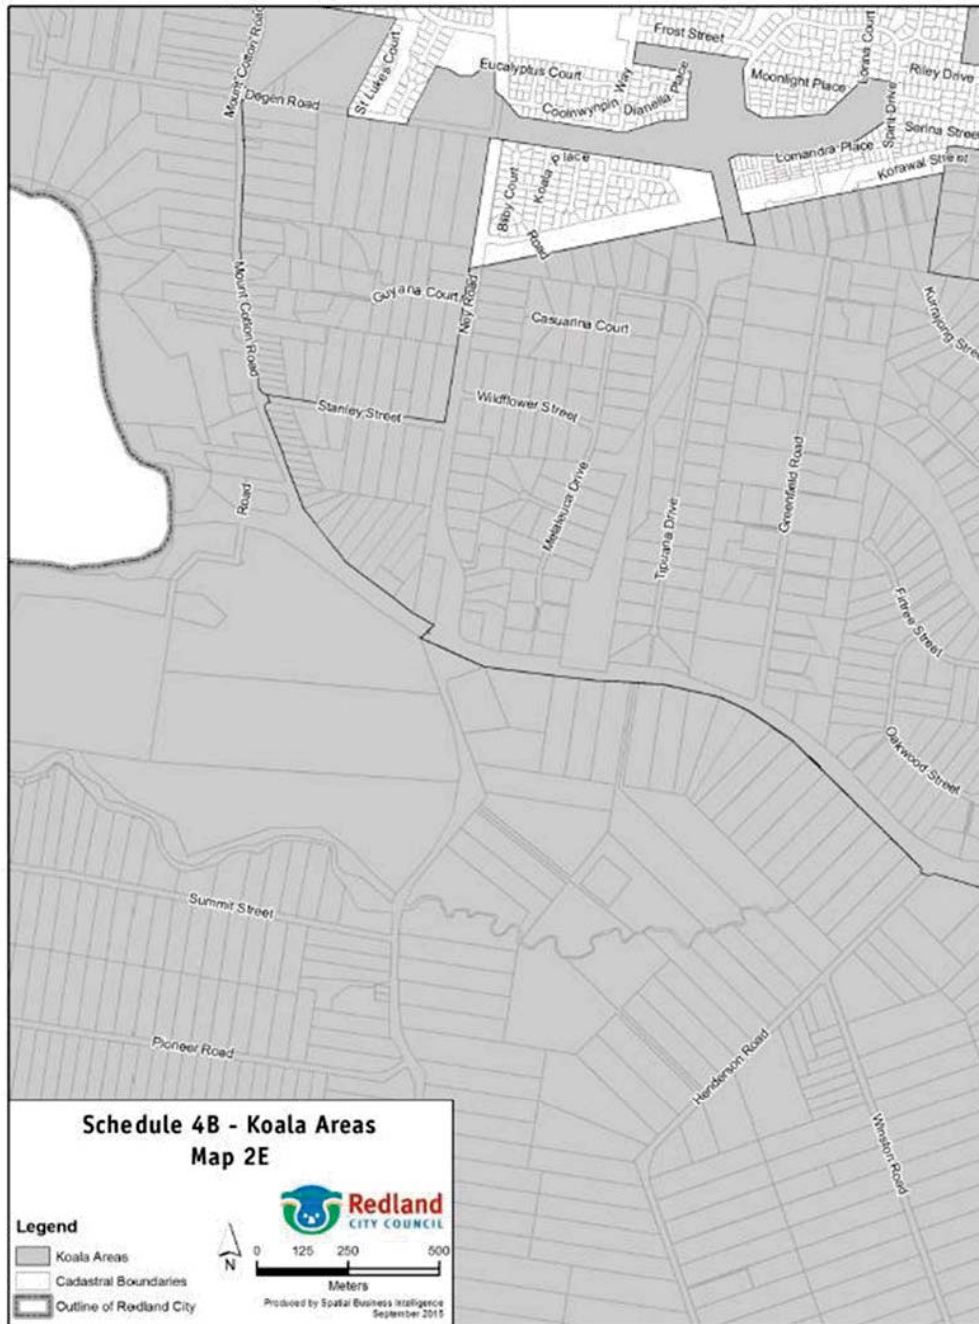 Frost Street
Lorina Court
Mount Cotton Road
St Lukes Court
Eucalyptus Court
Way
Moonlight Place
Riley Drive
Degen Road
Coolnwynpin
Dianella Place
Spirit Drive
Serina Street
Lomandra Place
Korawal Street
Bilby Court
Koala Place
Road
Mount Cotton Road
Guyana Court
Ney Road
Casuarina Court
Kurrajong Street
Stanley Street
Wildflower Street
Road
Melaleuca Drive
Tipuana Drive
Greenfield Road
Firtree Street
Oakwood Street
Summit Street
Pioneer Road
Henderson Road
Winston Road
Schedule 4B - Koala Areas
Map 2E
Redland
CITY COUNCIL
Legend
Koala Areas
Cadastral Boundaries
Outline of Redland City
N
0 125 250 500
Meters
Produced by Spatial Business Intelligence
September 2015